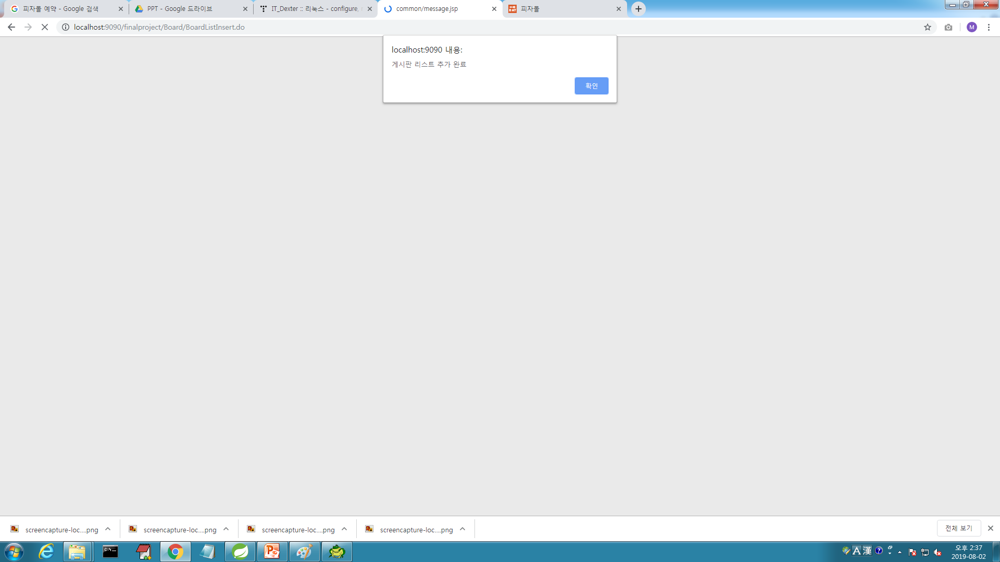 피자몰 예약 - Google 검색
PPT - Google 드라이브
IT_Dexter :: 리눅스 - configure,
common/message.jsp
피자몰
localhost:9090/finalproject/Board/BoardListInsert.do
M
localhost:9090 내용:
게시판 리스트 추가 완료
확인
screencapture-loc....png
screencapture-loc....png
screencapture-loc....png
screencapture-loc....png
전체 보기
A 漢
오후 2:37
2019-08-02